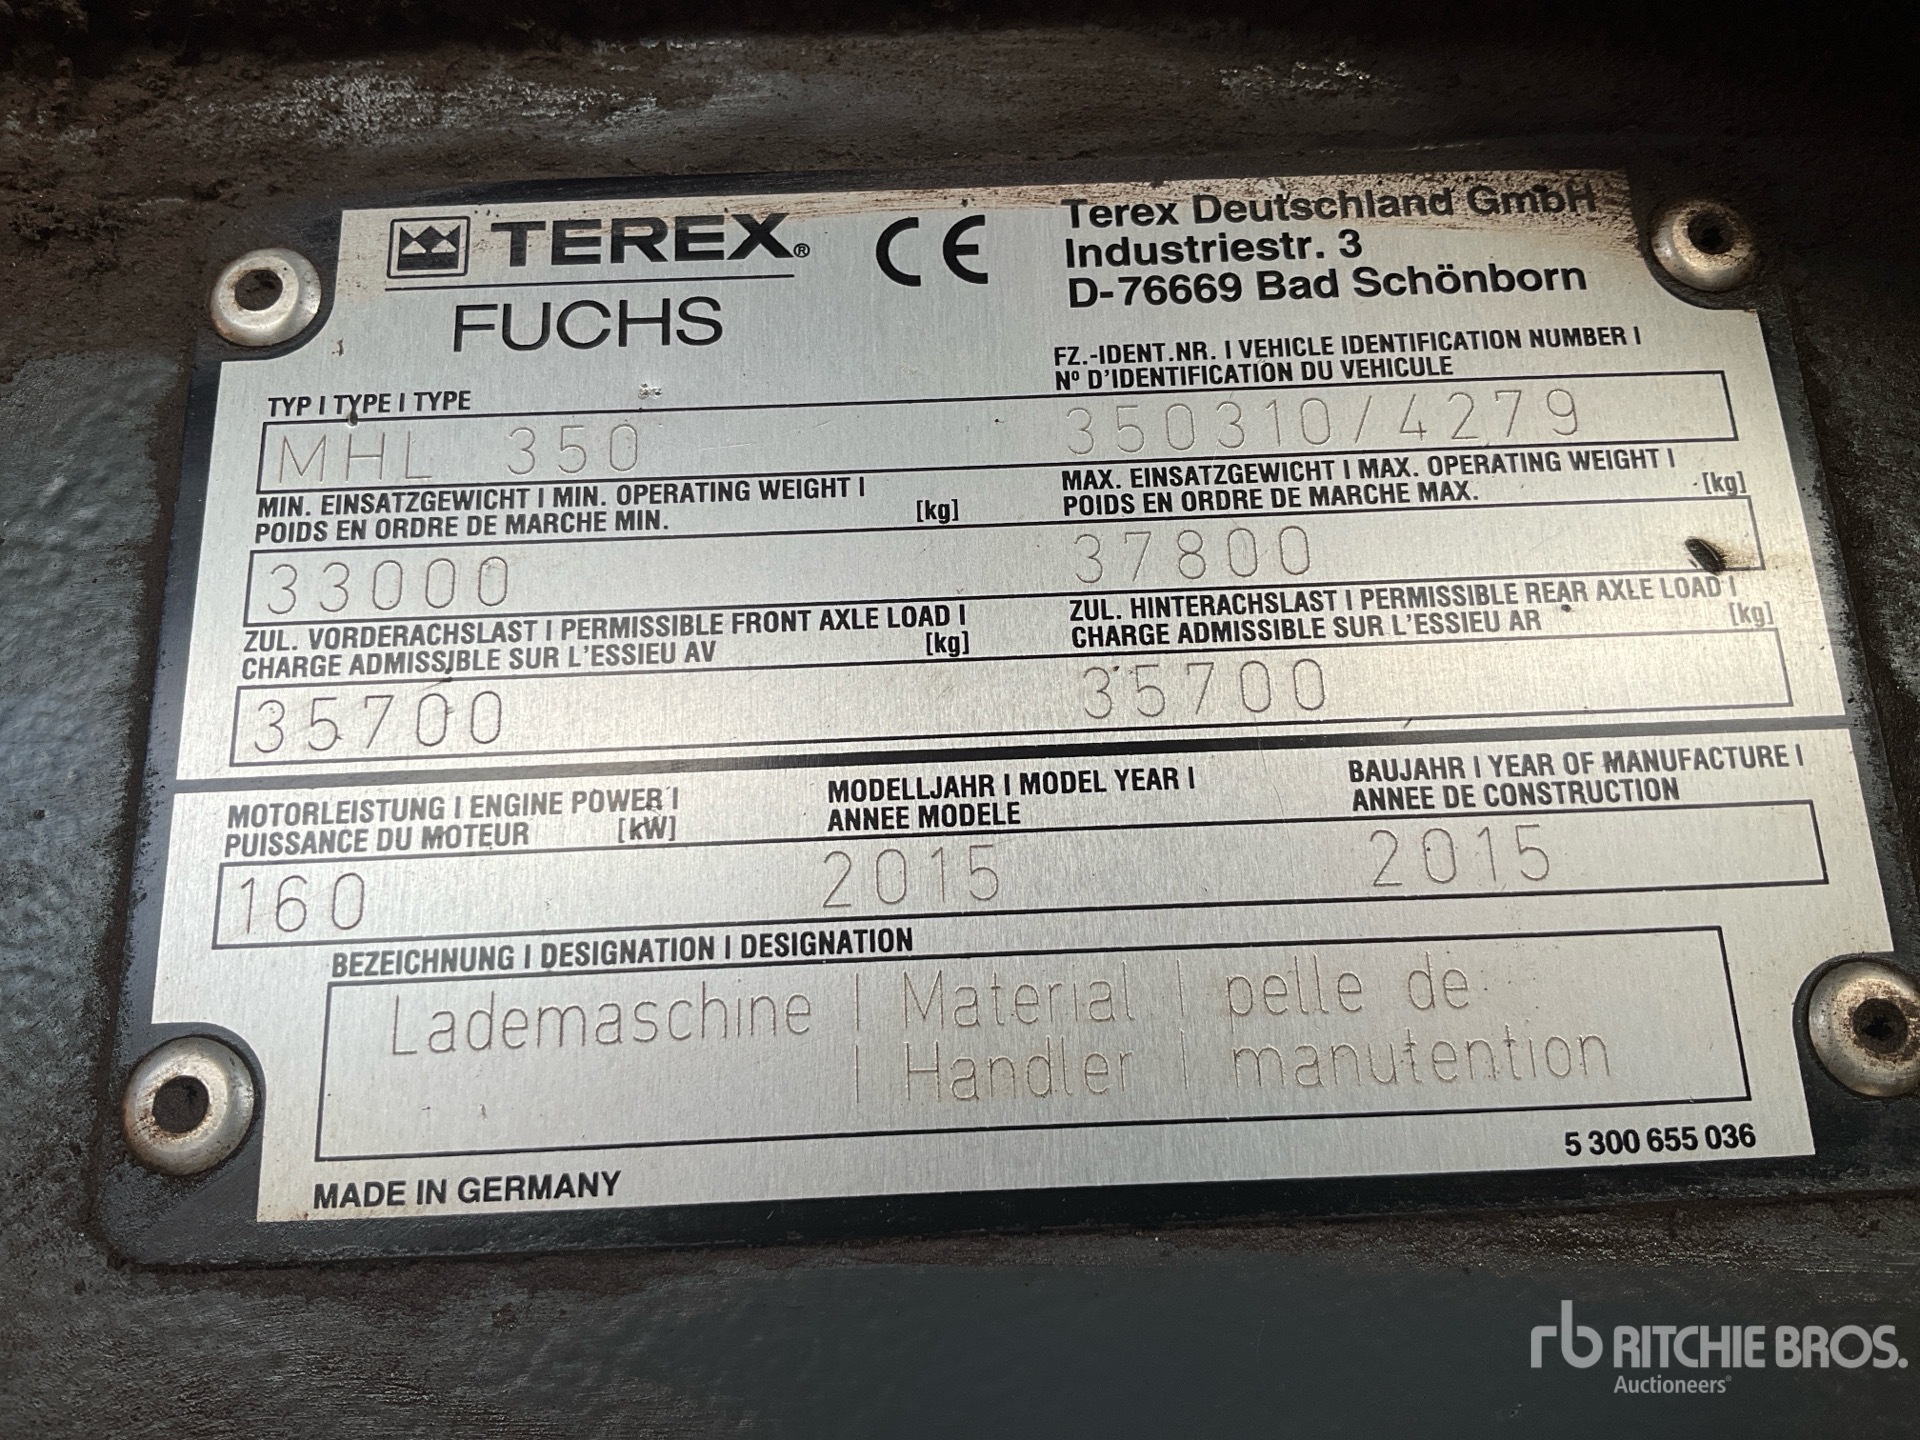 TEREX®
FUCHS
CE
Terex Deutschland GmbH
Industriestr. 3
D-76669 Bad Schönborn
TYP I TYPE I TYPE
MHL 350
FZ.-IDENT.NR. I VEHICLE IDENTIFICATION NUMBER I
Nº D'IDENTIFICATION DU VEHICULE
350310/4279
MIN. EINSATZGEWICHT I MIN. OPERATING WEIGHT I
POIDS EN ORDRE DE MARCHE MIN. [kg]
33000
MAX. EINSATZGEWICHT I MAX. OPERATING WEIGHT I
POIDS EN ORDRE DE MARCHE MAX. [kg]
37800
ZUL. VORDERACHSLAST I PERMISSIBLE FRONT AXLE LOAD I
CHARGE ADMISSIBLE SUR L'ESSIEU AV [kg]
35700
ZUL. HINTERACHSLAST I PERMISSIBLE REAR AXLE LOAD I
CHARGE ADMISSIBLE SUR L'ESSIEU AR [kg]
35700
MOTORLEISTUNG I ENGINE POWER I
PUISSANCE DU MOTEUR [kW]
160
MODELLJAHR I MODEL YEAR I
ANNEE MODELE
2015
BAUJAHR I YEAR OF MANUFACTURE I
ANNEE DE CONSTRUCTION
2015
BEZEICHNUNG I DESIGNATION I DESIGNATION
Lademaschine | Material | pelle de
| Handler | manutention
5 300 655 036
MADE IN GERMANY
rb RITCHIE BROS.
Auctioneers®